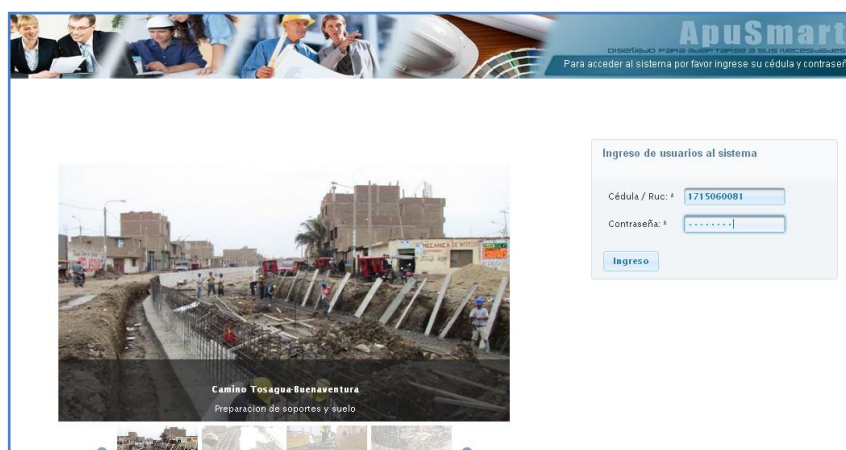 ApuSmart
DISEÑADO PARA ADAPTARSE A SUS NECESIDADES
Para acceder al sistema por favor ingrese su cédula y contraseñ
Ingreso de usuarios al sistema
Cédula / Ruc: *
1715060081
Contraseña: *
Ingreso
MECANICA DE MOTOS
Camino Tosagua-Buenaventura
Preparacion de soportes y suelo